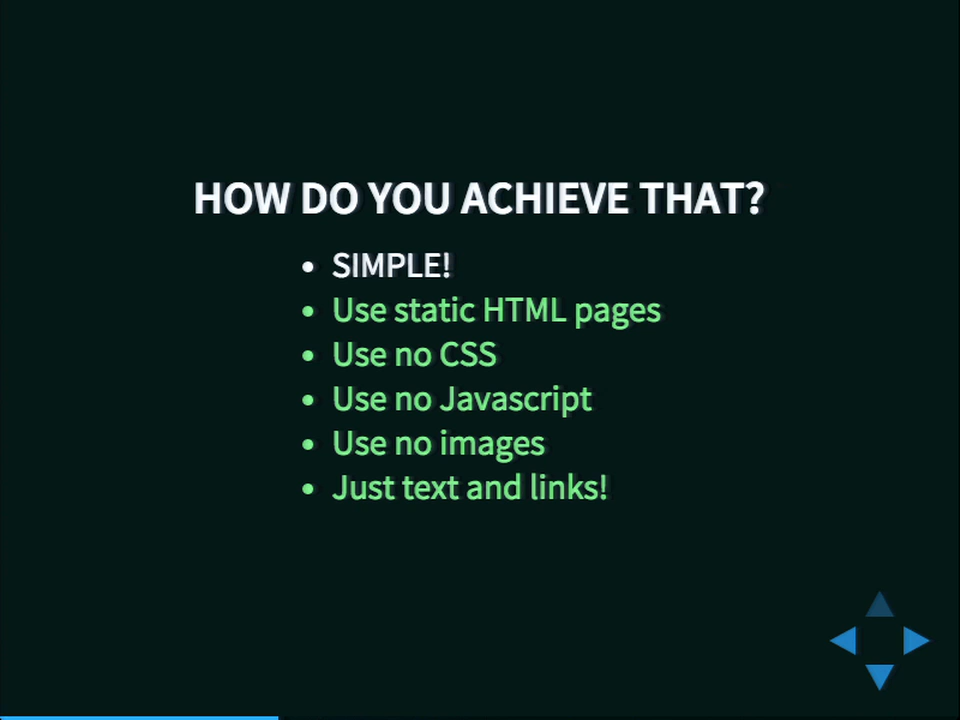 HOW DO YOU ACHIEVE THAT?
SIMPLE!
Use static HTML pages
Use no CSS
Use no Javascript
Use no images
Just text and links!